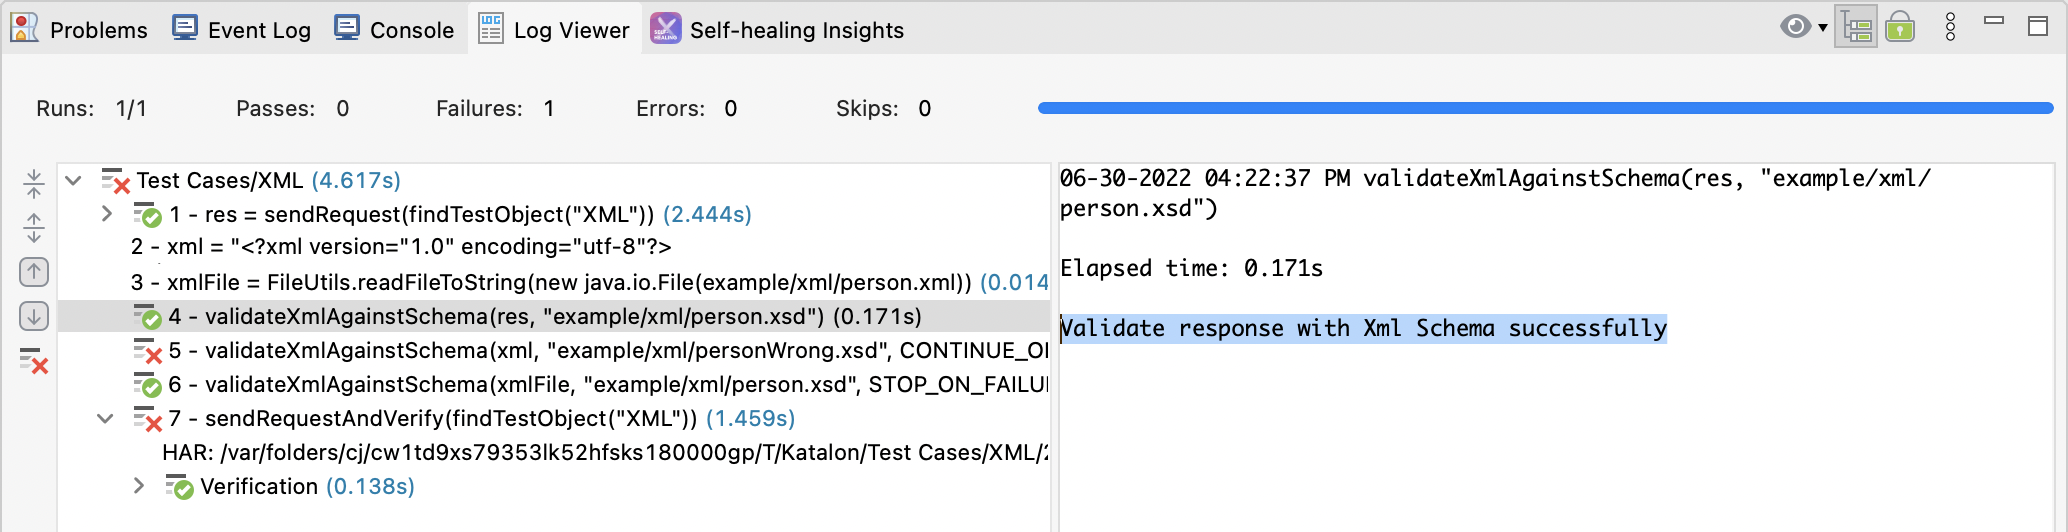 Problems Event Log Console Log Viewer Self-healing Insights
Runs: 1/1 Passes: 0 Failures: 1 Errors: 0 Skips: 0
Test Cases/XML (4.617s)
1 - res = sendRequest(findTestObject("XML")) (2.444s)
2 - xml = "<?xml version="1.0" encoding="utf-8"?>
3 - xmlFile = FileUtils.readFileToString(new java.io.File(example/xml/person.xml)) (0.014
4 - validateXmlAgainstSchema(res, "example/xml/person.xsd") (0.171s)
5 - validateXmlAgainstSchema(xml, "example/xml/personWrong.xsd", CONTINUE_O
6 - validateXmlAgainstSchema(xmlFile, "example/xml/person.xsd", STOP_ON_FAILU
7 - sendRequestAndVerify(findTestObject("XML")) (1.459s)
HAR: /var/folders/cj/cw1td9xs79353lk52hfsks180000gp/T/Katalon/Test Cases/XML/2
Verification (0.138s)
06-30-2022 04:22:37 PM validateXmlAgainstSchema(res, "example/xml/
person.xsd")
Elapsed time: 0.171s
Validate response with Xml Schema successfully